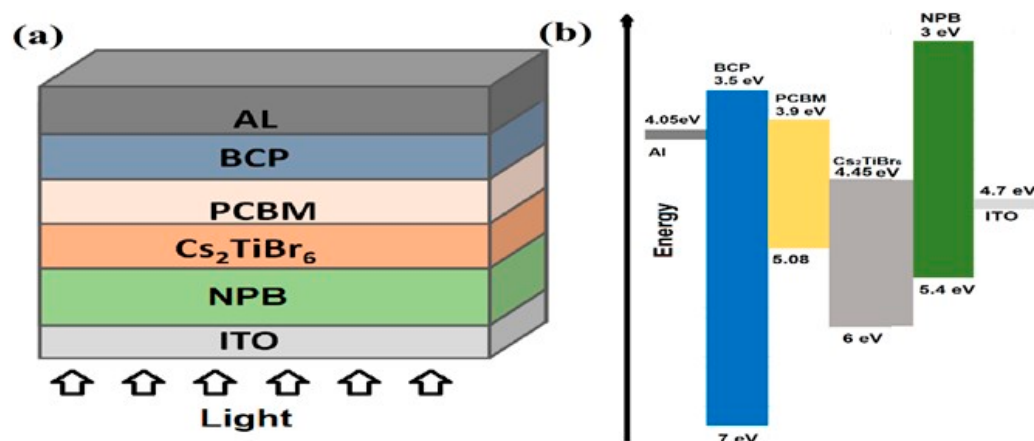 (a)
AL
BCP
PCBM
Cs₂TiBr₆
NPB
ITO
Light
(b)
Energy
4.05eV
Al
BCP
3.5 eV
7 eV
PCBM
3.9 eV
5.08
Cs₂TiBr₆
4.45 eV
6 eV
NPB
3 eV
5.4 eV
4.7 eV
ITO